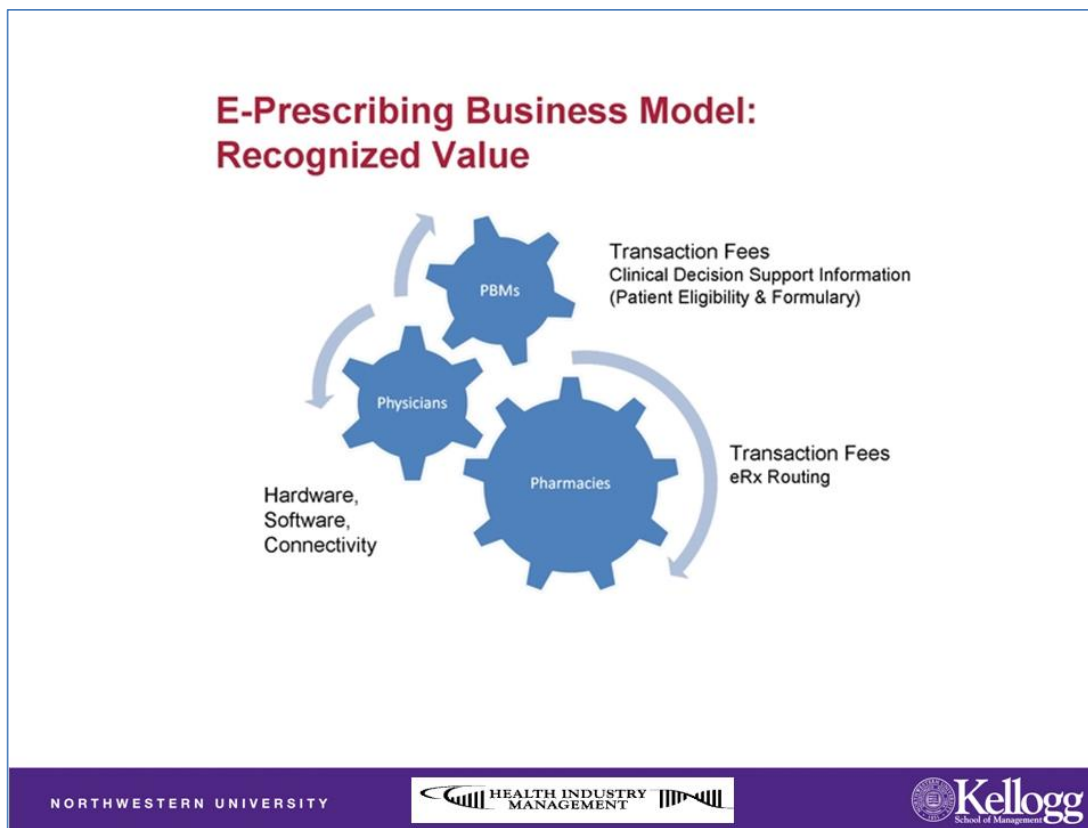 E-Prescribing Business Model:
Recognized Value
PBMs
Transaction Fees
Clinical Decision Support Information
(Patient Eligibility & Formulary)
Physicians
Pharmacies
Transaction Fees
eRx Routing
Hardware,
Software,
Connectivity
NORTHWESTERN UNIVERSITY
HEALTH INDUSTRY
MANAGEMENT
Kellogg
School of Management